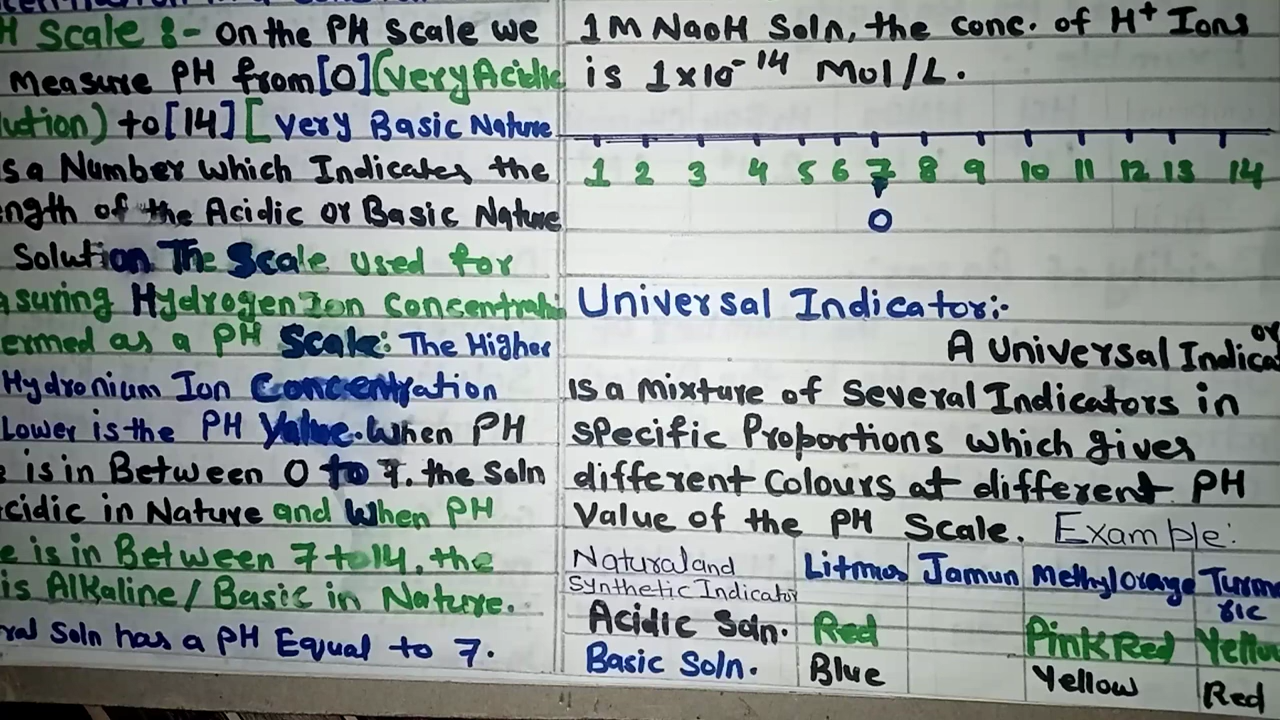 H Scale :- On the PH Scale we
Measure PH from [0] (very Acidic
lution) to [14] [very Basic Nature
s a Number which Indicates the
ngth of the Acidic or Basic Nature
Solution The Scale used for
suring Hydrogen Ion Concentrati
ermed as a PH Scale: The Higher
Hydronium Ion Concentration
Lower is the PH Value. When PH
e is in Between 0 to 7. the Soln
cidic in Nature and When PH
e is in Between 7 to 14, the
is Alkaline / Basic in Nature.
ral Soln has a PH Equal to 7.
1 M NaOH Soln, the conc. of H+ Ions
is 1x10-14 Mol/L.
1 2 3 4 5 6 7 8 9 10 11 12 13 14
0
Universal Indicator:-
or
A Universal Indica
Is a mixture of Several Indicators in
Specific Proportions which gives
different Colours at different PH
Value of the PH Scale. Example:
Natural and Synthetic Indicator Litmus Jamun Methyl orange Turmeric
Acidic Soln. Red Pink Red Yello
Basic Soln. Blue Yellow Red